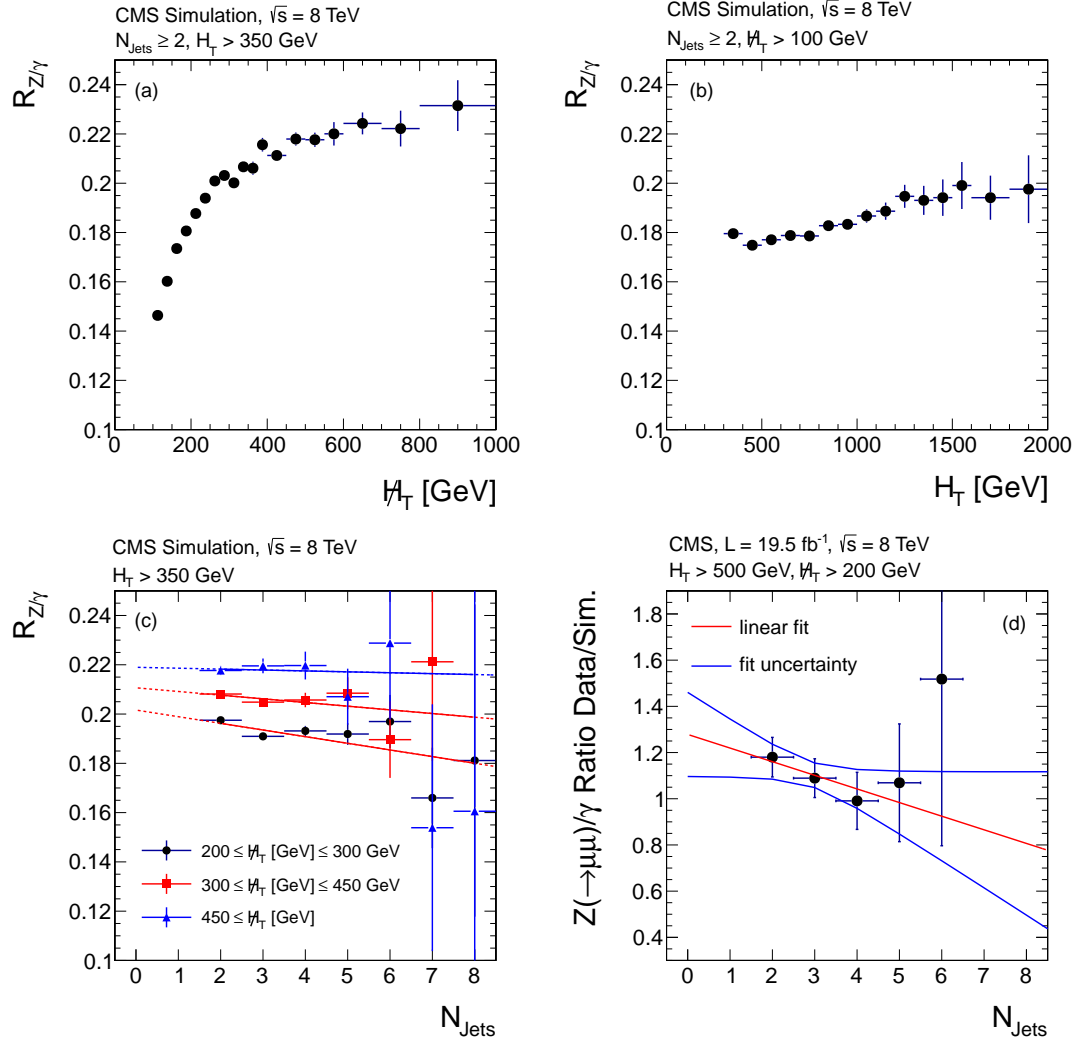 CMS Simulation, √s = 8 TeV
N_Jets ≥ 2, H_T > 350 GeV
R_Z/γ
(a)
0.24
0.22
0.2
0.18
0.16
0.14
0.12
0.1
0 200 400 600 800 1000
H̸_T [GeV]
CMS Simulation, √s = 8 TeV
N_Jets ≥ 2, H̸_T > 100 GeV
R_Z/γ
(b)
0.24
0.22
0.2
0.18
0.16
0.14
0.12
0.1
0 500 1000 1500 2000
H_T [GeV]
CMS Simulation, √s = 8 TeV
H_T > 350 GeV
R_Z/γ
(c)
0.24
0.22
0.2
0.18
0.16
0.14
0.12
0.1
200 ≤ H̸_T [GeV] ≤ 300 GeV
300 ≤ H̸_T [GeV] ≤ 450 GeV
450 ≤ H̸_T [GeV]
0 1 2 3 4 5 6 7 8
N_Jets
CMS, L = 19.5 fb⁻¹, √s = 8 TeV
H_T > 500 GeV, H̸_T > 200 GeV
Z(→μμ)/γ Ratio Data/Sim.
(d)
linear fit
fit uncertainty
1.8
1.6
1.4
1.2
1
0.8
0.6
0.4
0 1 2 3 4 5 6 7 8
N_Jets